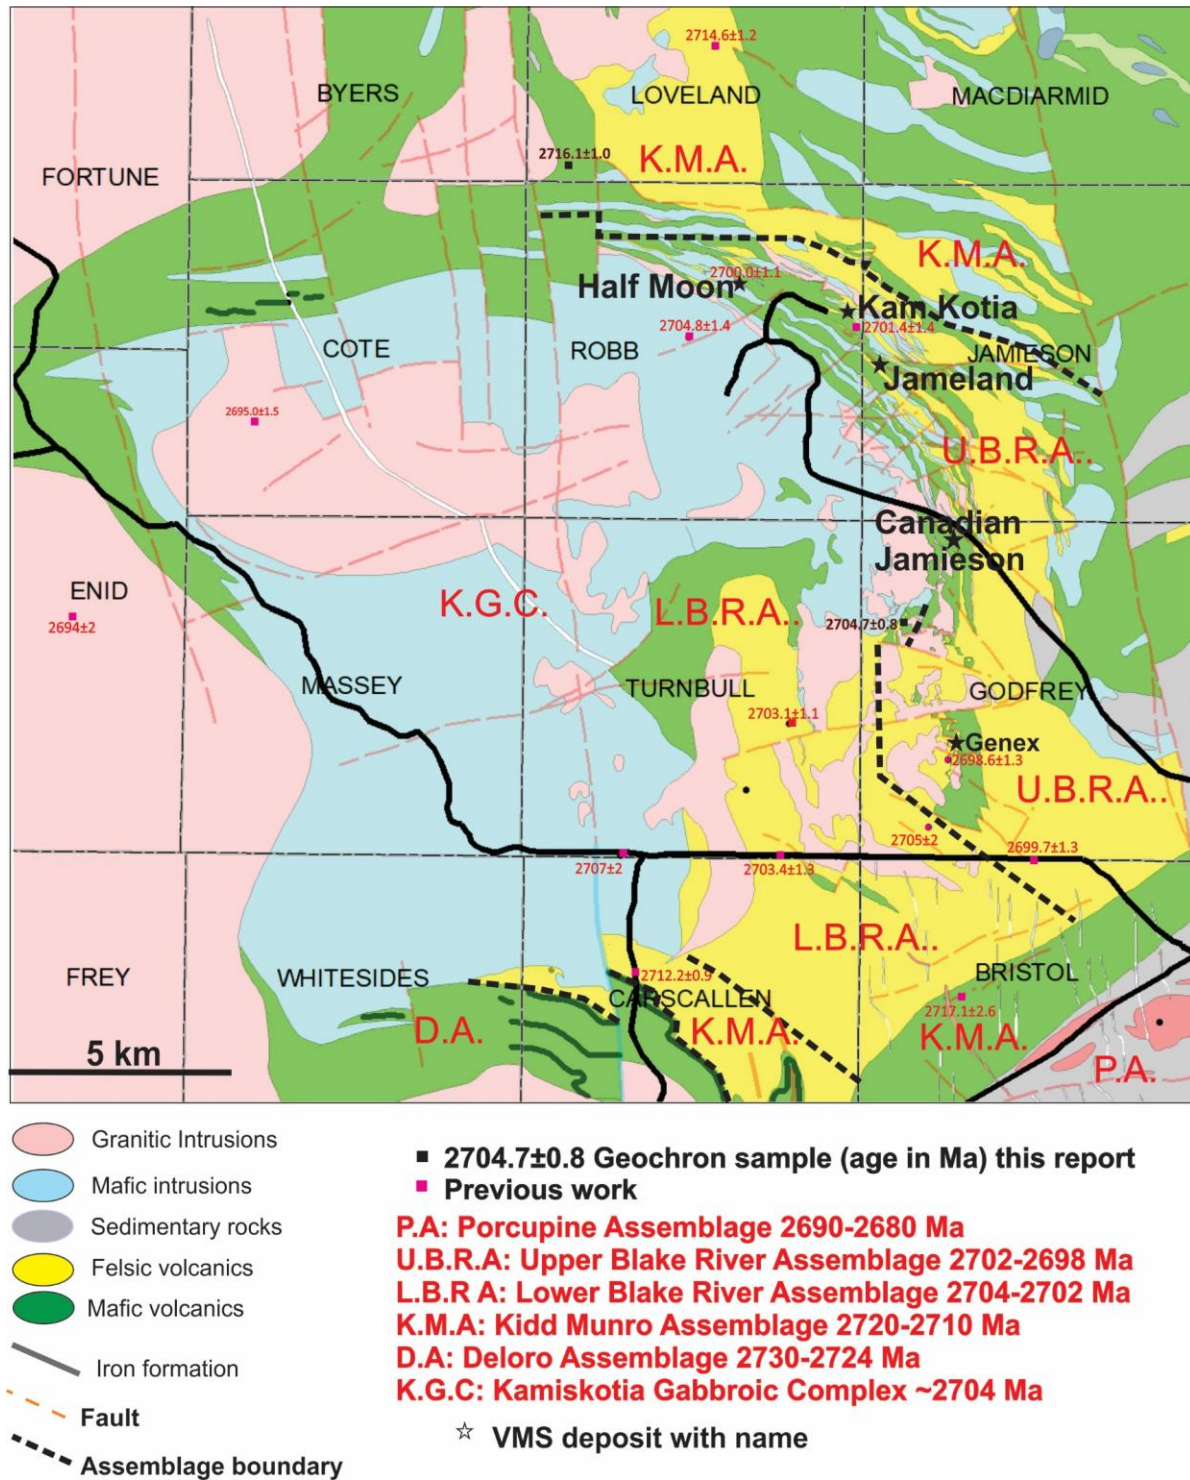 2714.6±1.2
BYERS
LOVELAND
MACDIARMID
2716.1±1.0
K.M.A.
FORTUNE
K.M.A.
2700.0±1.1
Half Moon
Kam Kotia
2704.8±1.4
2701.4±1.4
COTE
ROBB
JAMIESON
Jameland
2695.0±1.5
U.B.R.A..
Canadian
Jamieson
ENID
K.G.C.
L.B.R.A..
2694±2
2704.7±0.8
MASSEY
TURNBULL
GODFREY
2703.1±1.1
Genex
2698.6±1.3
U.B.R.A..
2705±2
2699.7±1.3
2707±2
2703.4±1.3
L.B.R.A..
FREY
WHITESIDES
2712.2±0.9
BRISTOL
CARSCALLEN
2717.1±2.6
D.A.
K.M.A.
K.M.A.
5 km
P.A.
Granitic Intrusions
Mafic intrusions
Sedimentary rocks
Felsic volcanics
Mafic volcanics
Iron formation
Fault
Assemblage boundary
2704.7±0.8 Geochron sample (age in Ma) this report
Previous work
P.A: Porcupine Assemblage 2690-2680 Ma
U.B.R.A: Upper Blake River Assemblage 2702-2698 Ma
L.B.R A: Lower Blake River Assemblage 2704-2702 Ma
K.M.A: Kidd Munro Assemblage 2720-2710 Ma
D.A: Deloro Assemblage 2730-2724 Ma
K.G.C: Kamiskotia Gabbroic Complex ~2704 Ma
VMS deposit with name